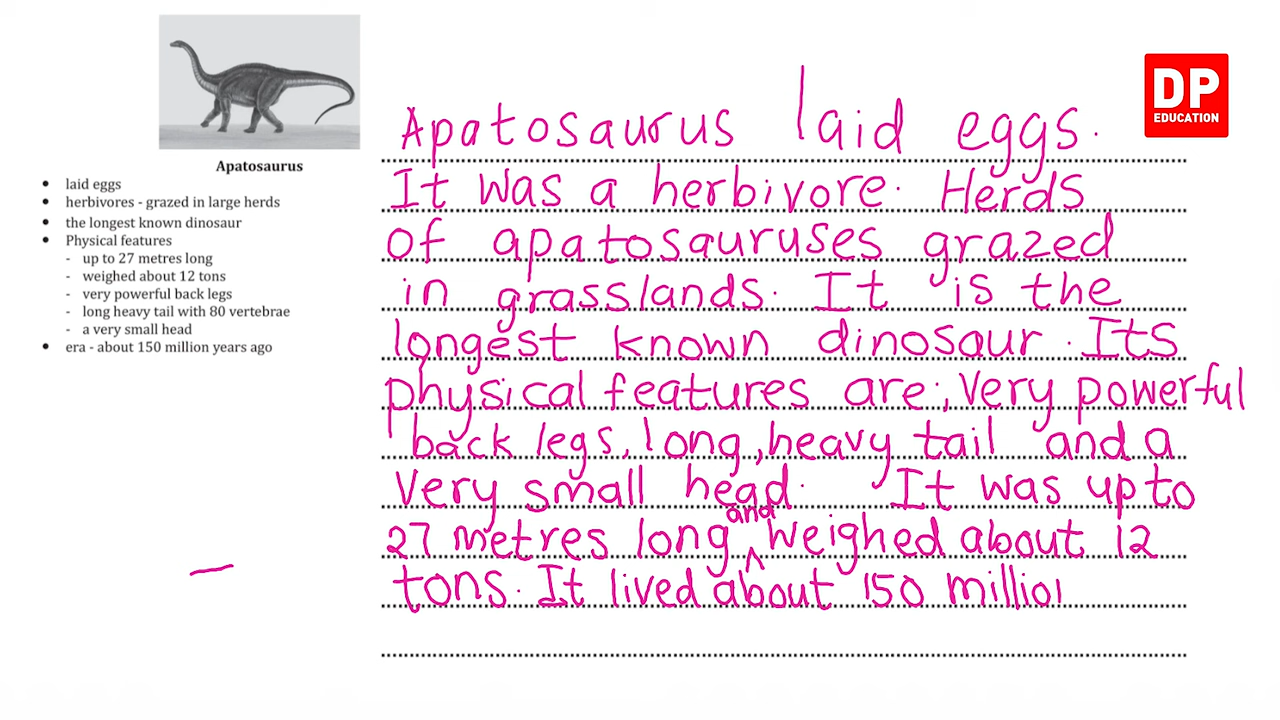 DP
EDUCATION
Apatosaurus
• laid eggs
• herbivores - grazed in large herds
• the longest known dinosaur
• Physical features
- up to 27 metres long
- weighed about 12 tons
- very powerful back legs
- long heavy tail with 80 vertebrae
- a very small head
• era - about 150 million years ago
Apatosaurus laid eggs.
It was a herbivore. Herds
of apatosauruses grazed
in grasslands. It is the
longest known dinosaur. Its
physical features are; very powerful
back legs, long, heavy tail and a
very small head. It was up to
27 metres long and weighed about 12
tons. It lived about 150 millio